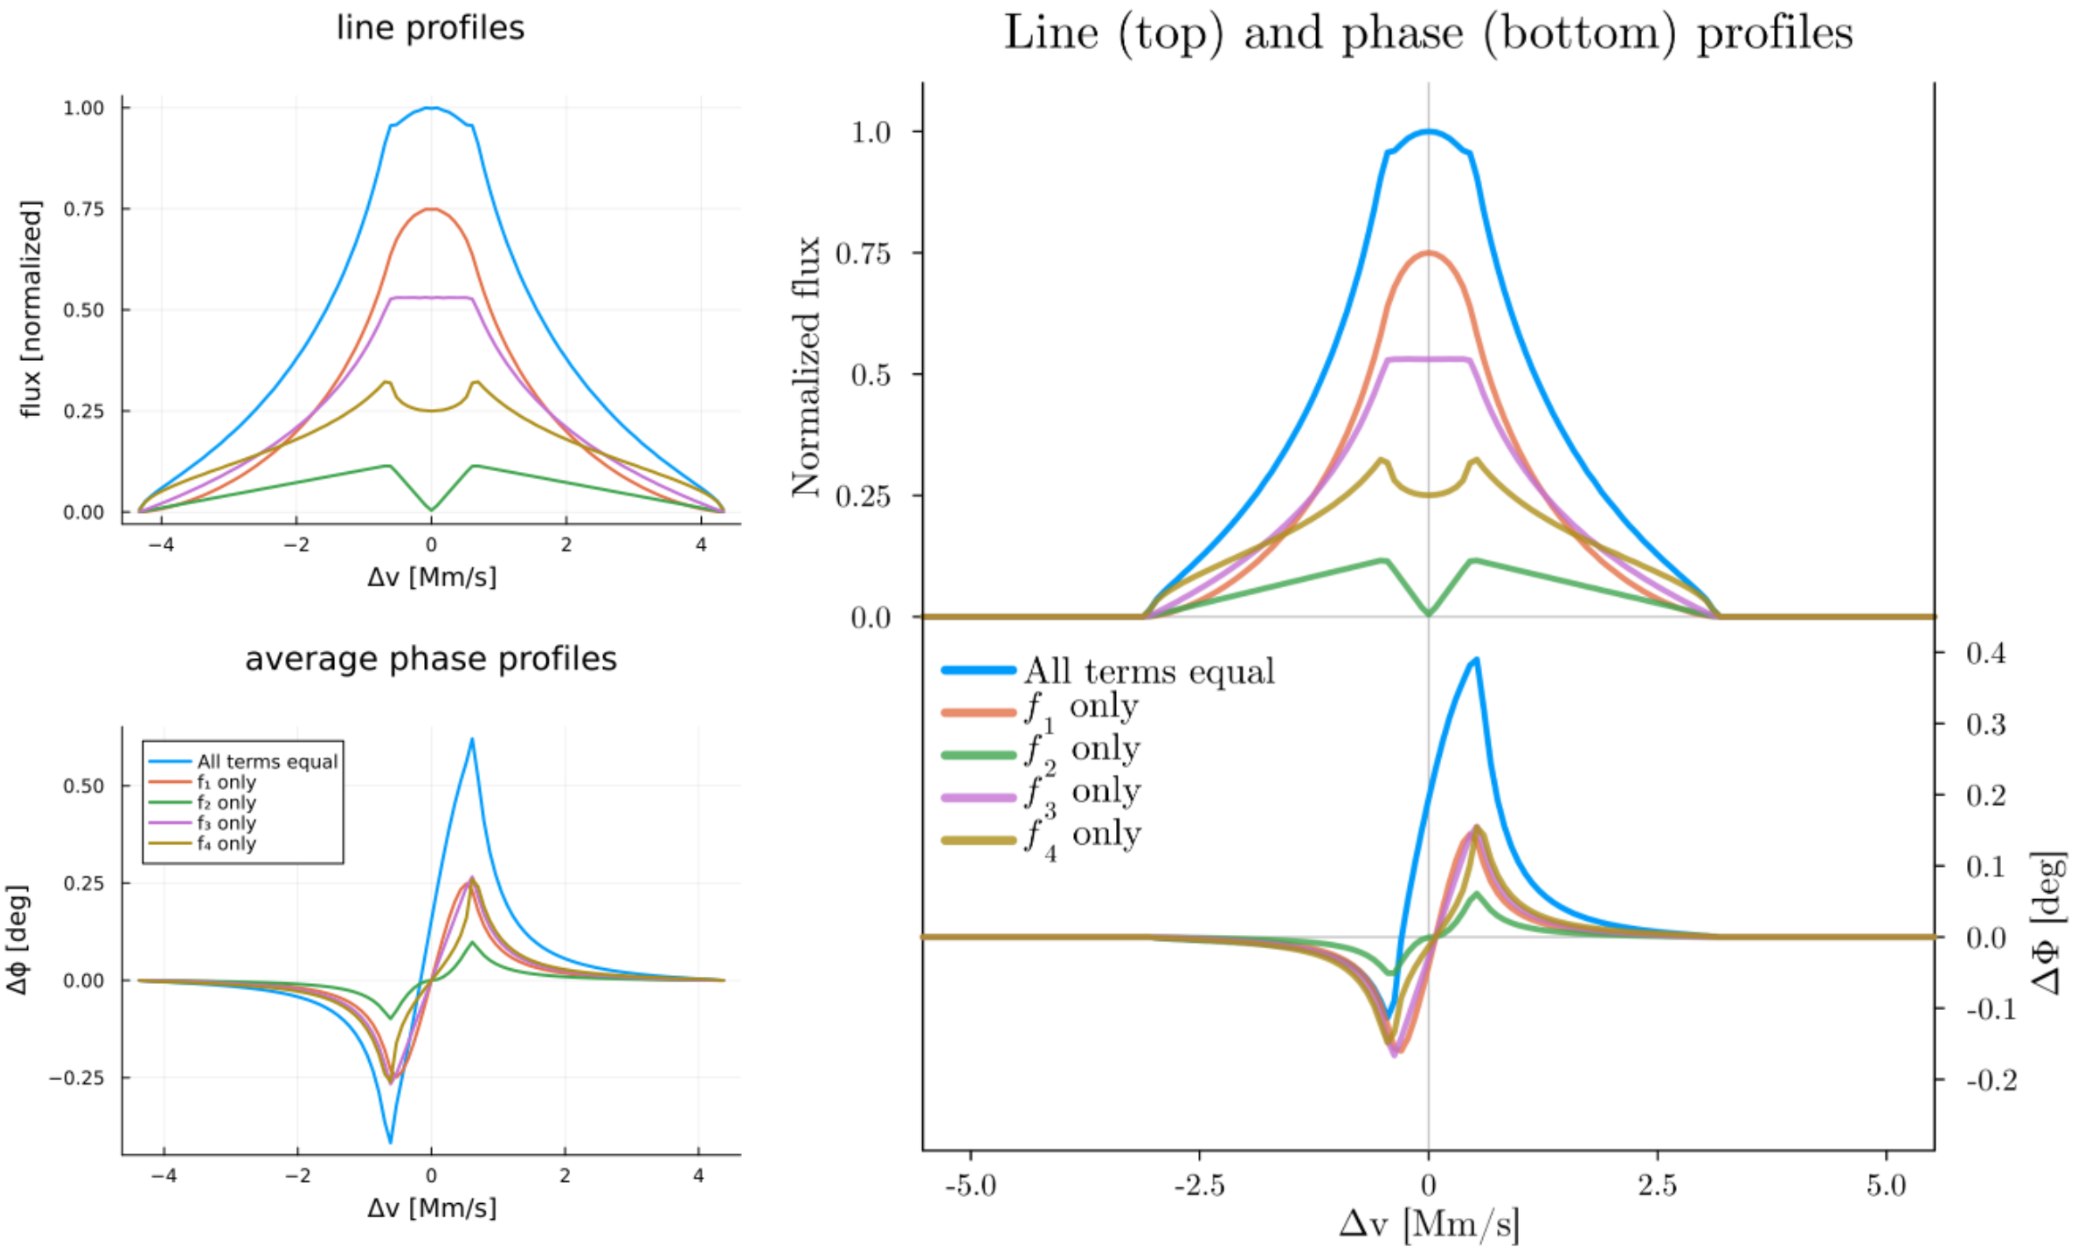 line profiles
1.00
0.75
0.50
0.25
0.00
flux [normalized]
−4
−2
0
2
4
Δv [Mm/s]
average phase profiles
All terms equal
f₁ only
f₂ only
f₃ only
f₄ only
0.50
0.25
0.00
−0.25
Δϕ [deg]
−4
−2
0
2
4
Δv [Mm/s]
Line (top) and phase (bottom) profiles
1.0
0.75
0.5
0.25
0.0
Normalized flux
All terms equal
f₁ only
f₂ only
f₃ only
f₄ only
0.4
0.3
0.2
0.1
0.0
-0.1
-0.2
ΔΦ [deg]
-5.0
-2.5
0
2.5
5.0
Δv [Mm/s]